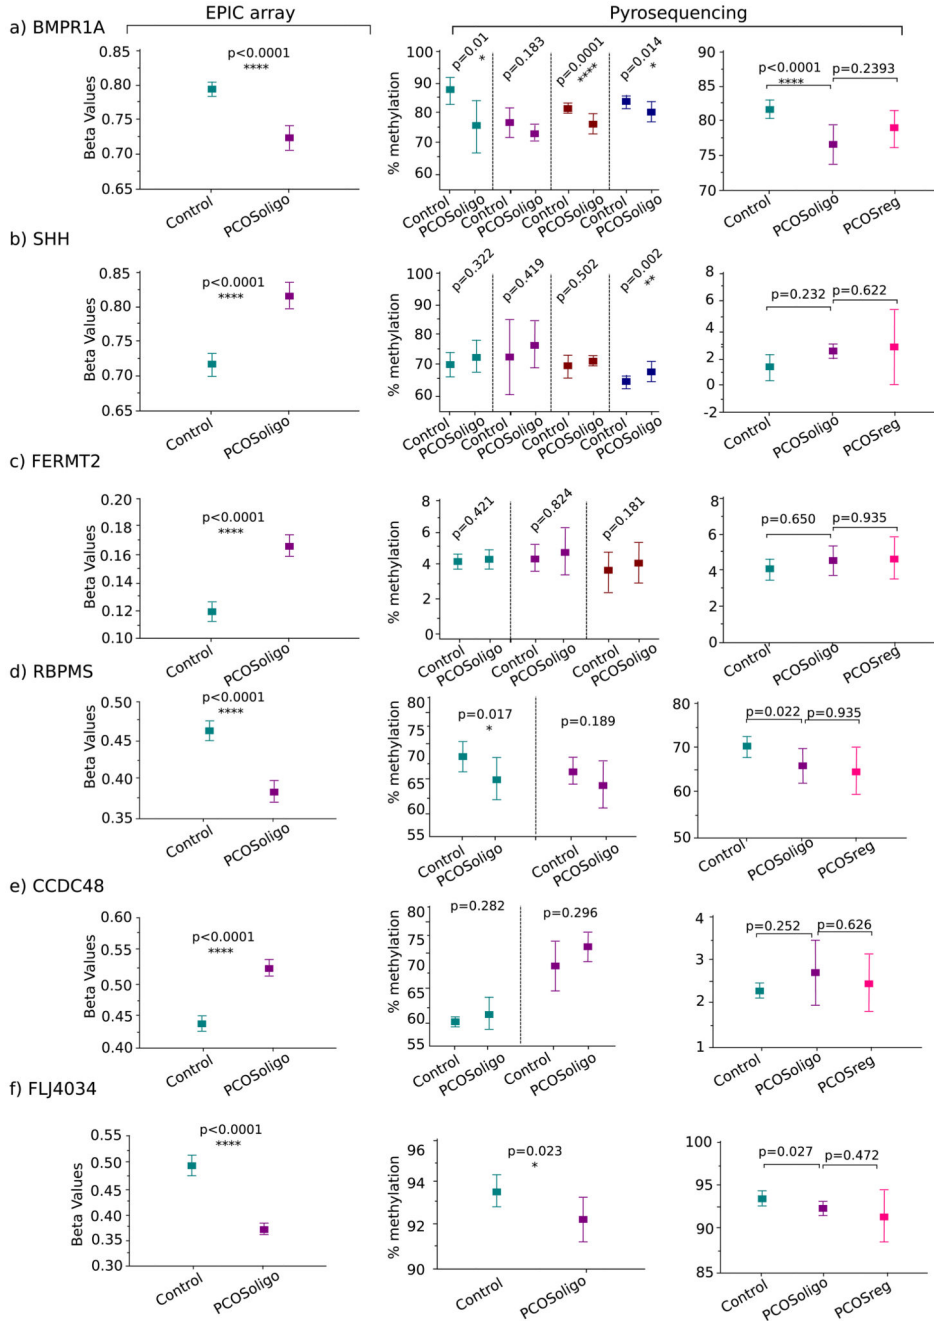 EPIC array
Pyrosequencing
a) BMPR1A
Beta Values
0.85
0.80
0.75
0.70
0.65
p<0.0001
****
Control
PCOSoligo
% methylation
100
90
80
70
60
p=0.01
*
p=0.183
p=0.0001
****
p=0.014
*
Control
PCOSoligo
Control
PCOSoligo
Control
PCOSoligo
Control
PCOSoligo
90
85
80
75
70
p<0.0001
****
p=0.2393
Control
PCOSoligo
PCOSreg
b) SHH
Beta Values
0.85
0.80
0.75
0.70
0.65
p<0.0001
****
Control
PCOSoligo
% methylation
100
90
80
70
60
p=0.322
p=0.419
p=0.502
p=0.002
**
Control
PCOSoligo
Control
PCOSoligo
Control
PCOSoligo
Control
PCOSoligo
8
6
4
2
0
-2
p=0.232
p=0.622
Control
PCOSoligo
PCOSreg
c) FERMT2
Beta Values
0.20
0.16
0.14
0.12
0.10
p<0.0001
****
Control
PCOSoligo
% methylation
8
6
4
2
0
p=0.421
p=0.824
p=0.181
Control
PCOSoligo
Control
PCOSoligo
Control
PCOSoligo
8
6
4
2
0
p=0.650
p=0.935
Control
PCOSoligo
PCOSreg
d) RBPMS
Beta Values
0.50
0.45
0.40
0.35
p<0.0001
****
Control
PCOSoligo
% methylation
80
75
70
65
60
55
p=0.017
*
p=0.189
Control
PCOSoligo
Control
PCOSoligo
80
70
60
50
p=0.022
p=0.935
Control
PCOSoligo
PCOSreg
e) CCDC48
Beta Values
0.60
0.55
0.50
0.45
0.40
p<0.0001
****
Control
PCOSoligo
% methylation
80
75
70
65
60
55
p=0.282
p=0.296
Control
PCOSoligo
Control
PCOSoligo
4
3
2
1
p=0.252
p=0.626
Control
PCOSoligo
PCOSreg
f) FLJ4034
Beta Values
0.55
0.50
0.45
0.40
0.35
0.30
p<0.0001
****
Control
PCOSoligo
% methylation
96
94
92
90
p=0.023
*
Control
PCOSoligo
100
95
90
85
p=0.027
p=0.472
Control
PCOSoligo
PCOSreg